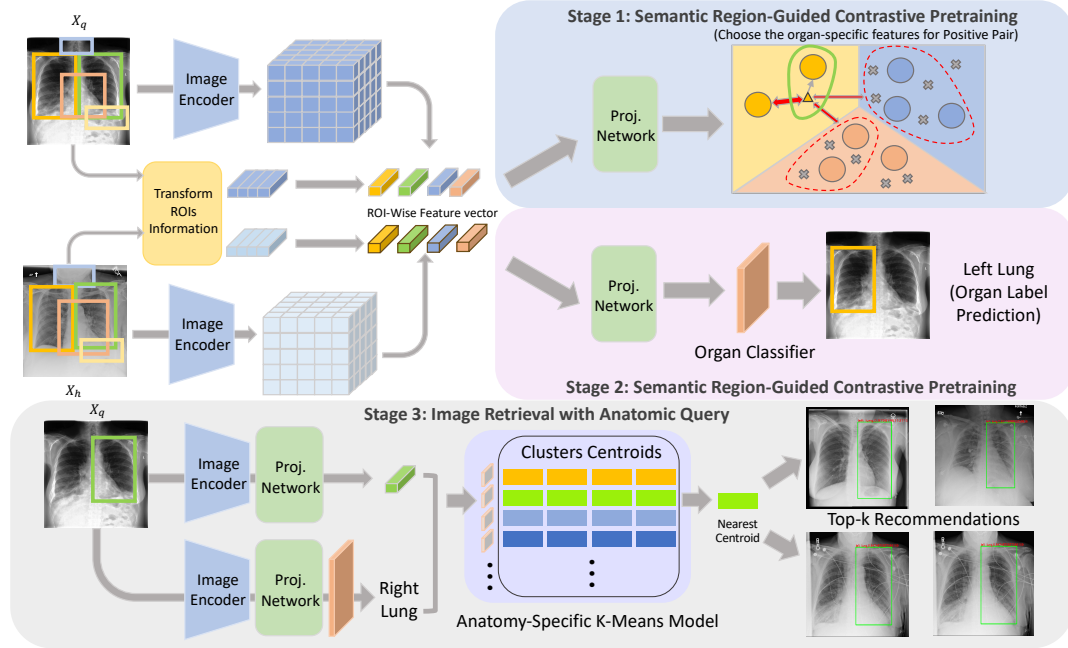 X_q
Image
Encoder
Transform
ROIs
Information
ROI-Wise Feature vector
Image
Encoder
X_h
Stage 1: Semantic Region-Guided Contrastive Pretraining
(Choose the organ-specific features for Positive Pair)
Proj.
Network
Proj.
Network
Organ Classifier
Left Lung
(Organ Label
Prediction)
Stage 2: Semantic Region-Guided Contrastive Pretraining
X_q
Stage 3: Image Retrieval with Anatomic Query
Image
Encoder
Proj.
Network
Image
Encoder
Proj.
Network
Right
Lung
Clusters Centroids
Anatomy-Specific K-Means Model
Nearest
Centroid
Top-k Recommendations